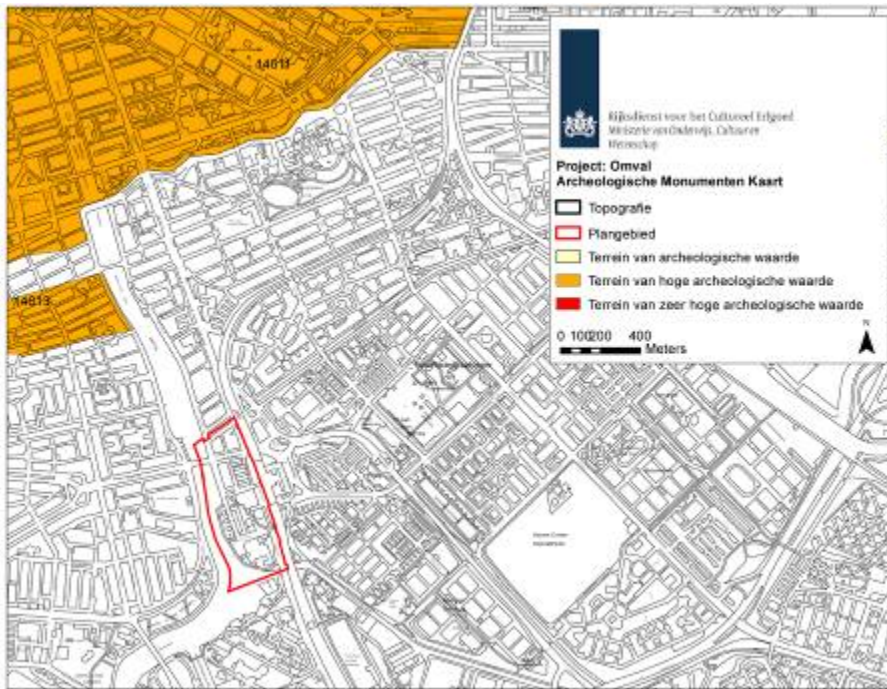 14611
Rijksdienst voor het Cultureel Erfgoed
Ministerie van Onderwijs, Cultuur en
Wetenschap
Project: Omval
Archeologische Monumenten Kaart
Topografie
Plangebied
Terrein van archeologische waarde
14613
Terrein van hoge archeologische waarde
Terrein van zeer hoge archeologische waarde
N
0 100200 400
Meters